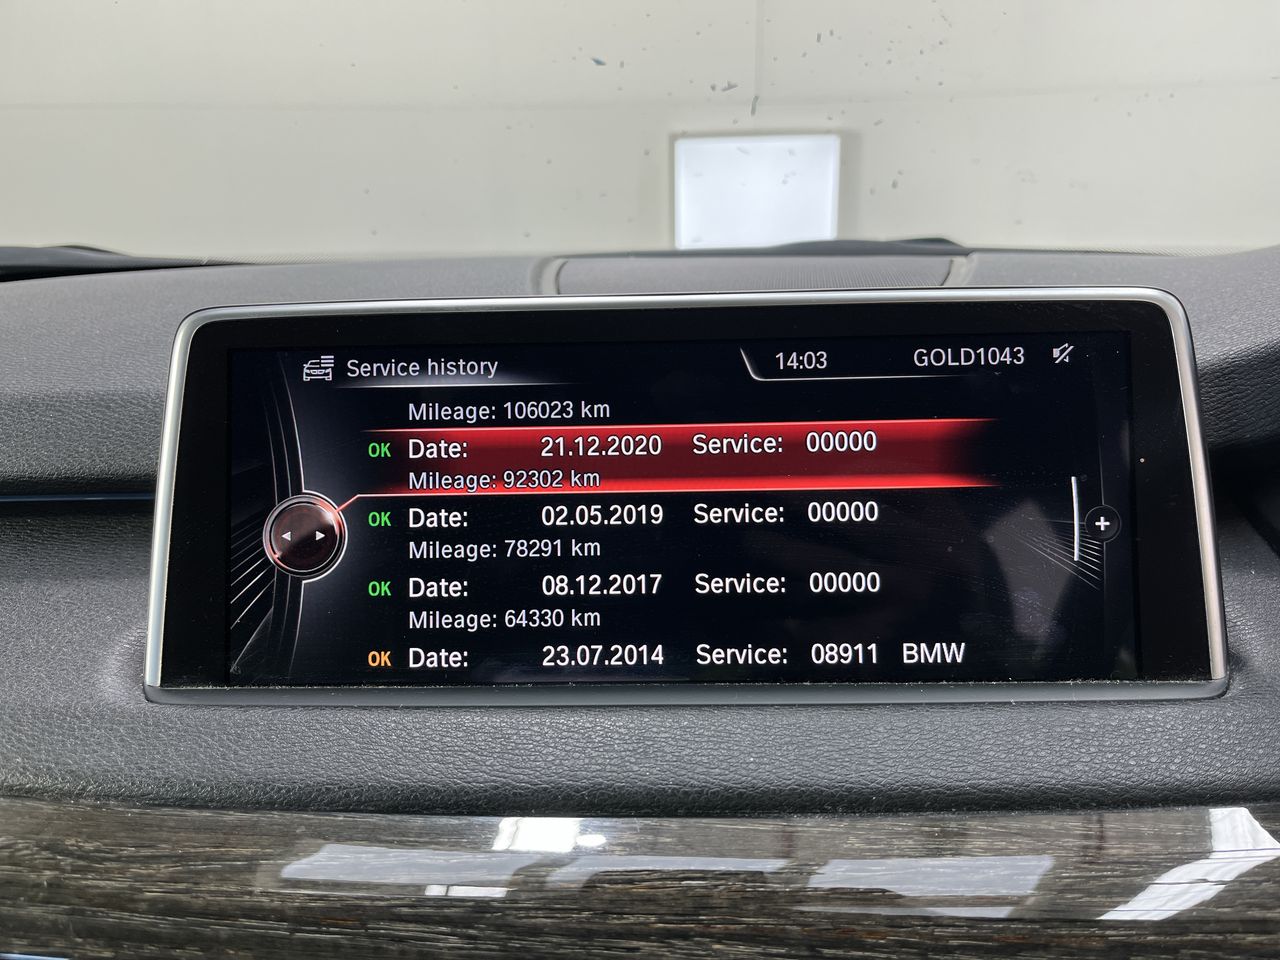 Service history 14:03 GOLD1043
Mileage: 106023 km
OK Date: 21.12.2020 Service: 00000
Mileage: 92302 km
OK Date: 02.05.2019 Service: 00000
Mileage: 78291 km
OK Date: 08.12.2017 Service: 00000
Mileage: 64330 km
OK Date: 23.07.2014 Service: 08911 BMW